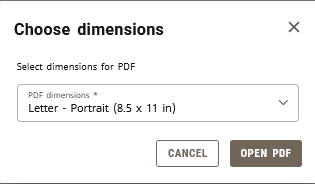 Choose dimensions
Select dimensions for PDF
PDF dimensions *
Letter - Portrait (8.5 x 11 in)
CANCEL OPEN PDF